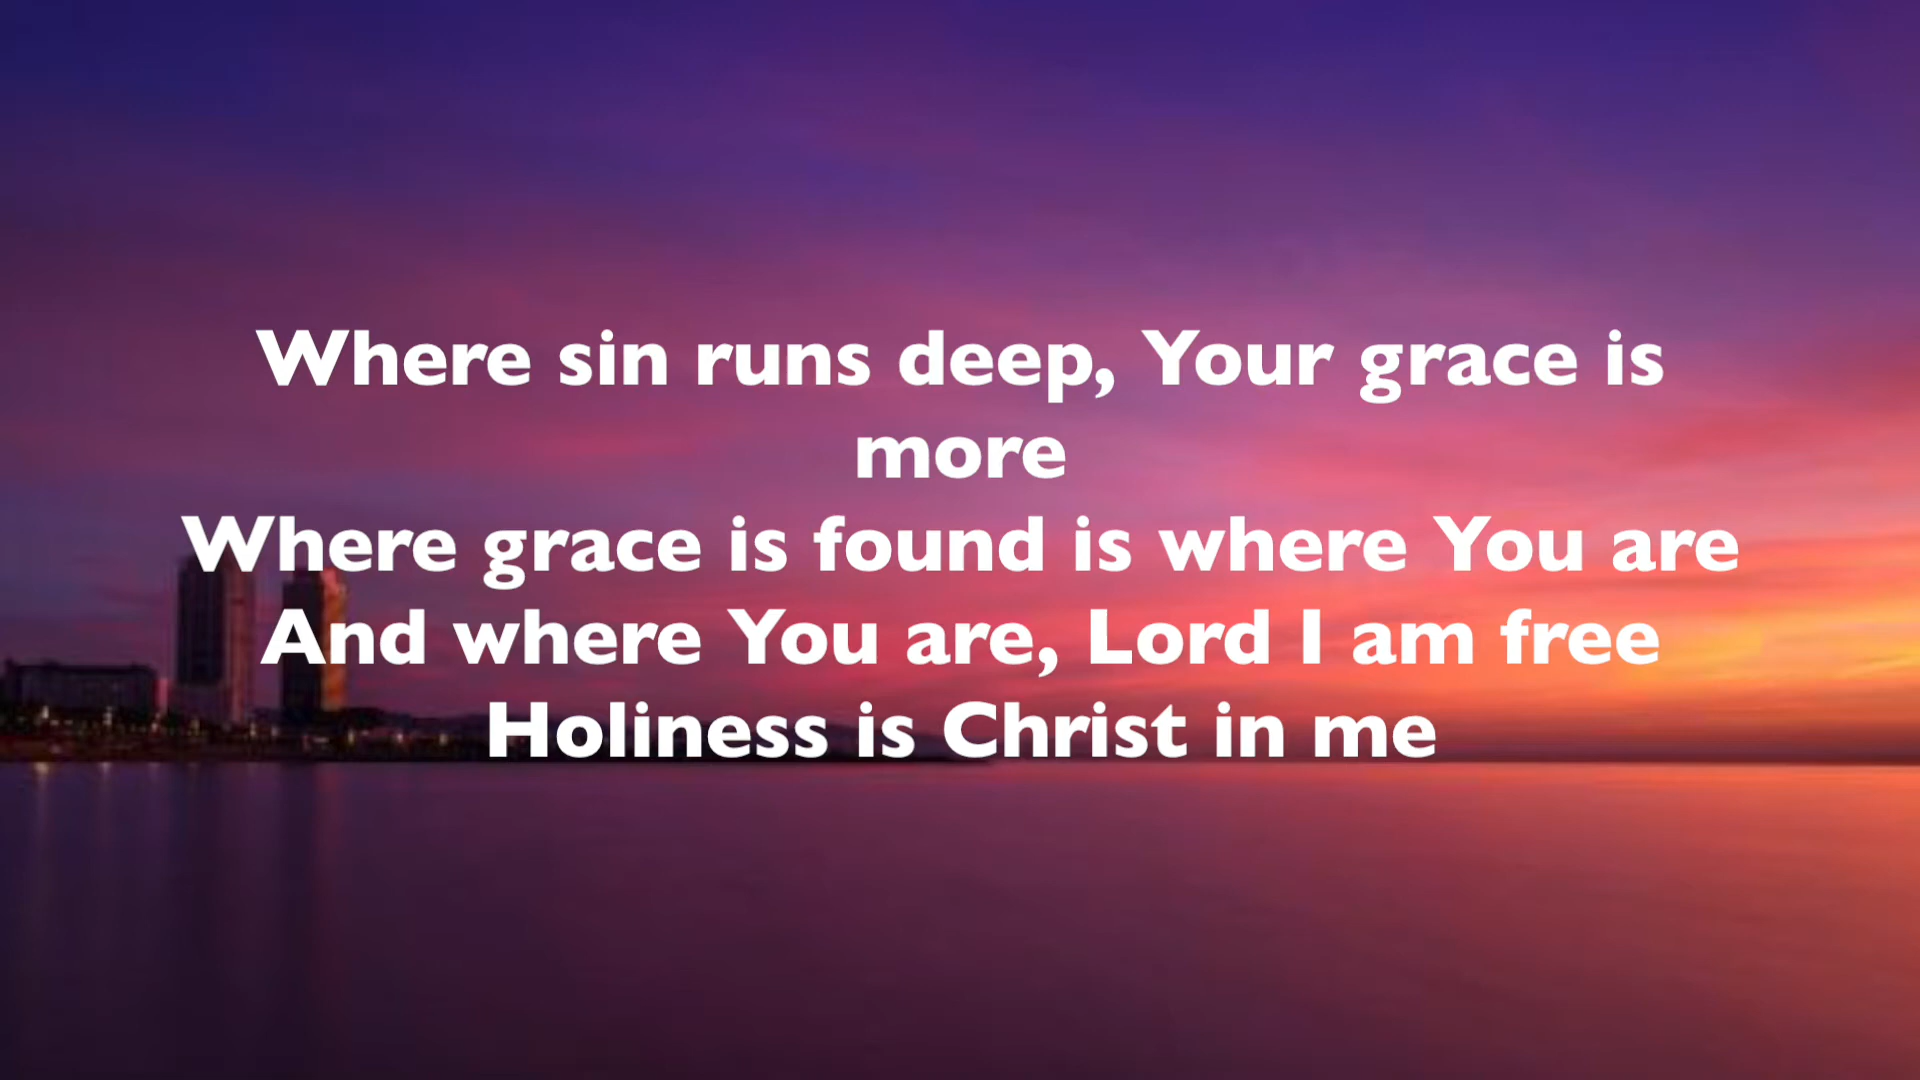 Where sin runs deep, Your grace is
more
Where grace is found is where You are
And where You are, Lord I am free
Holiness is Christ in me